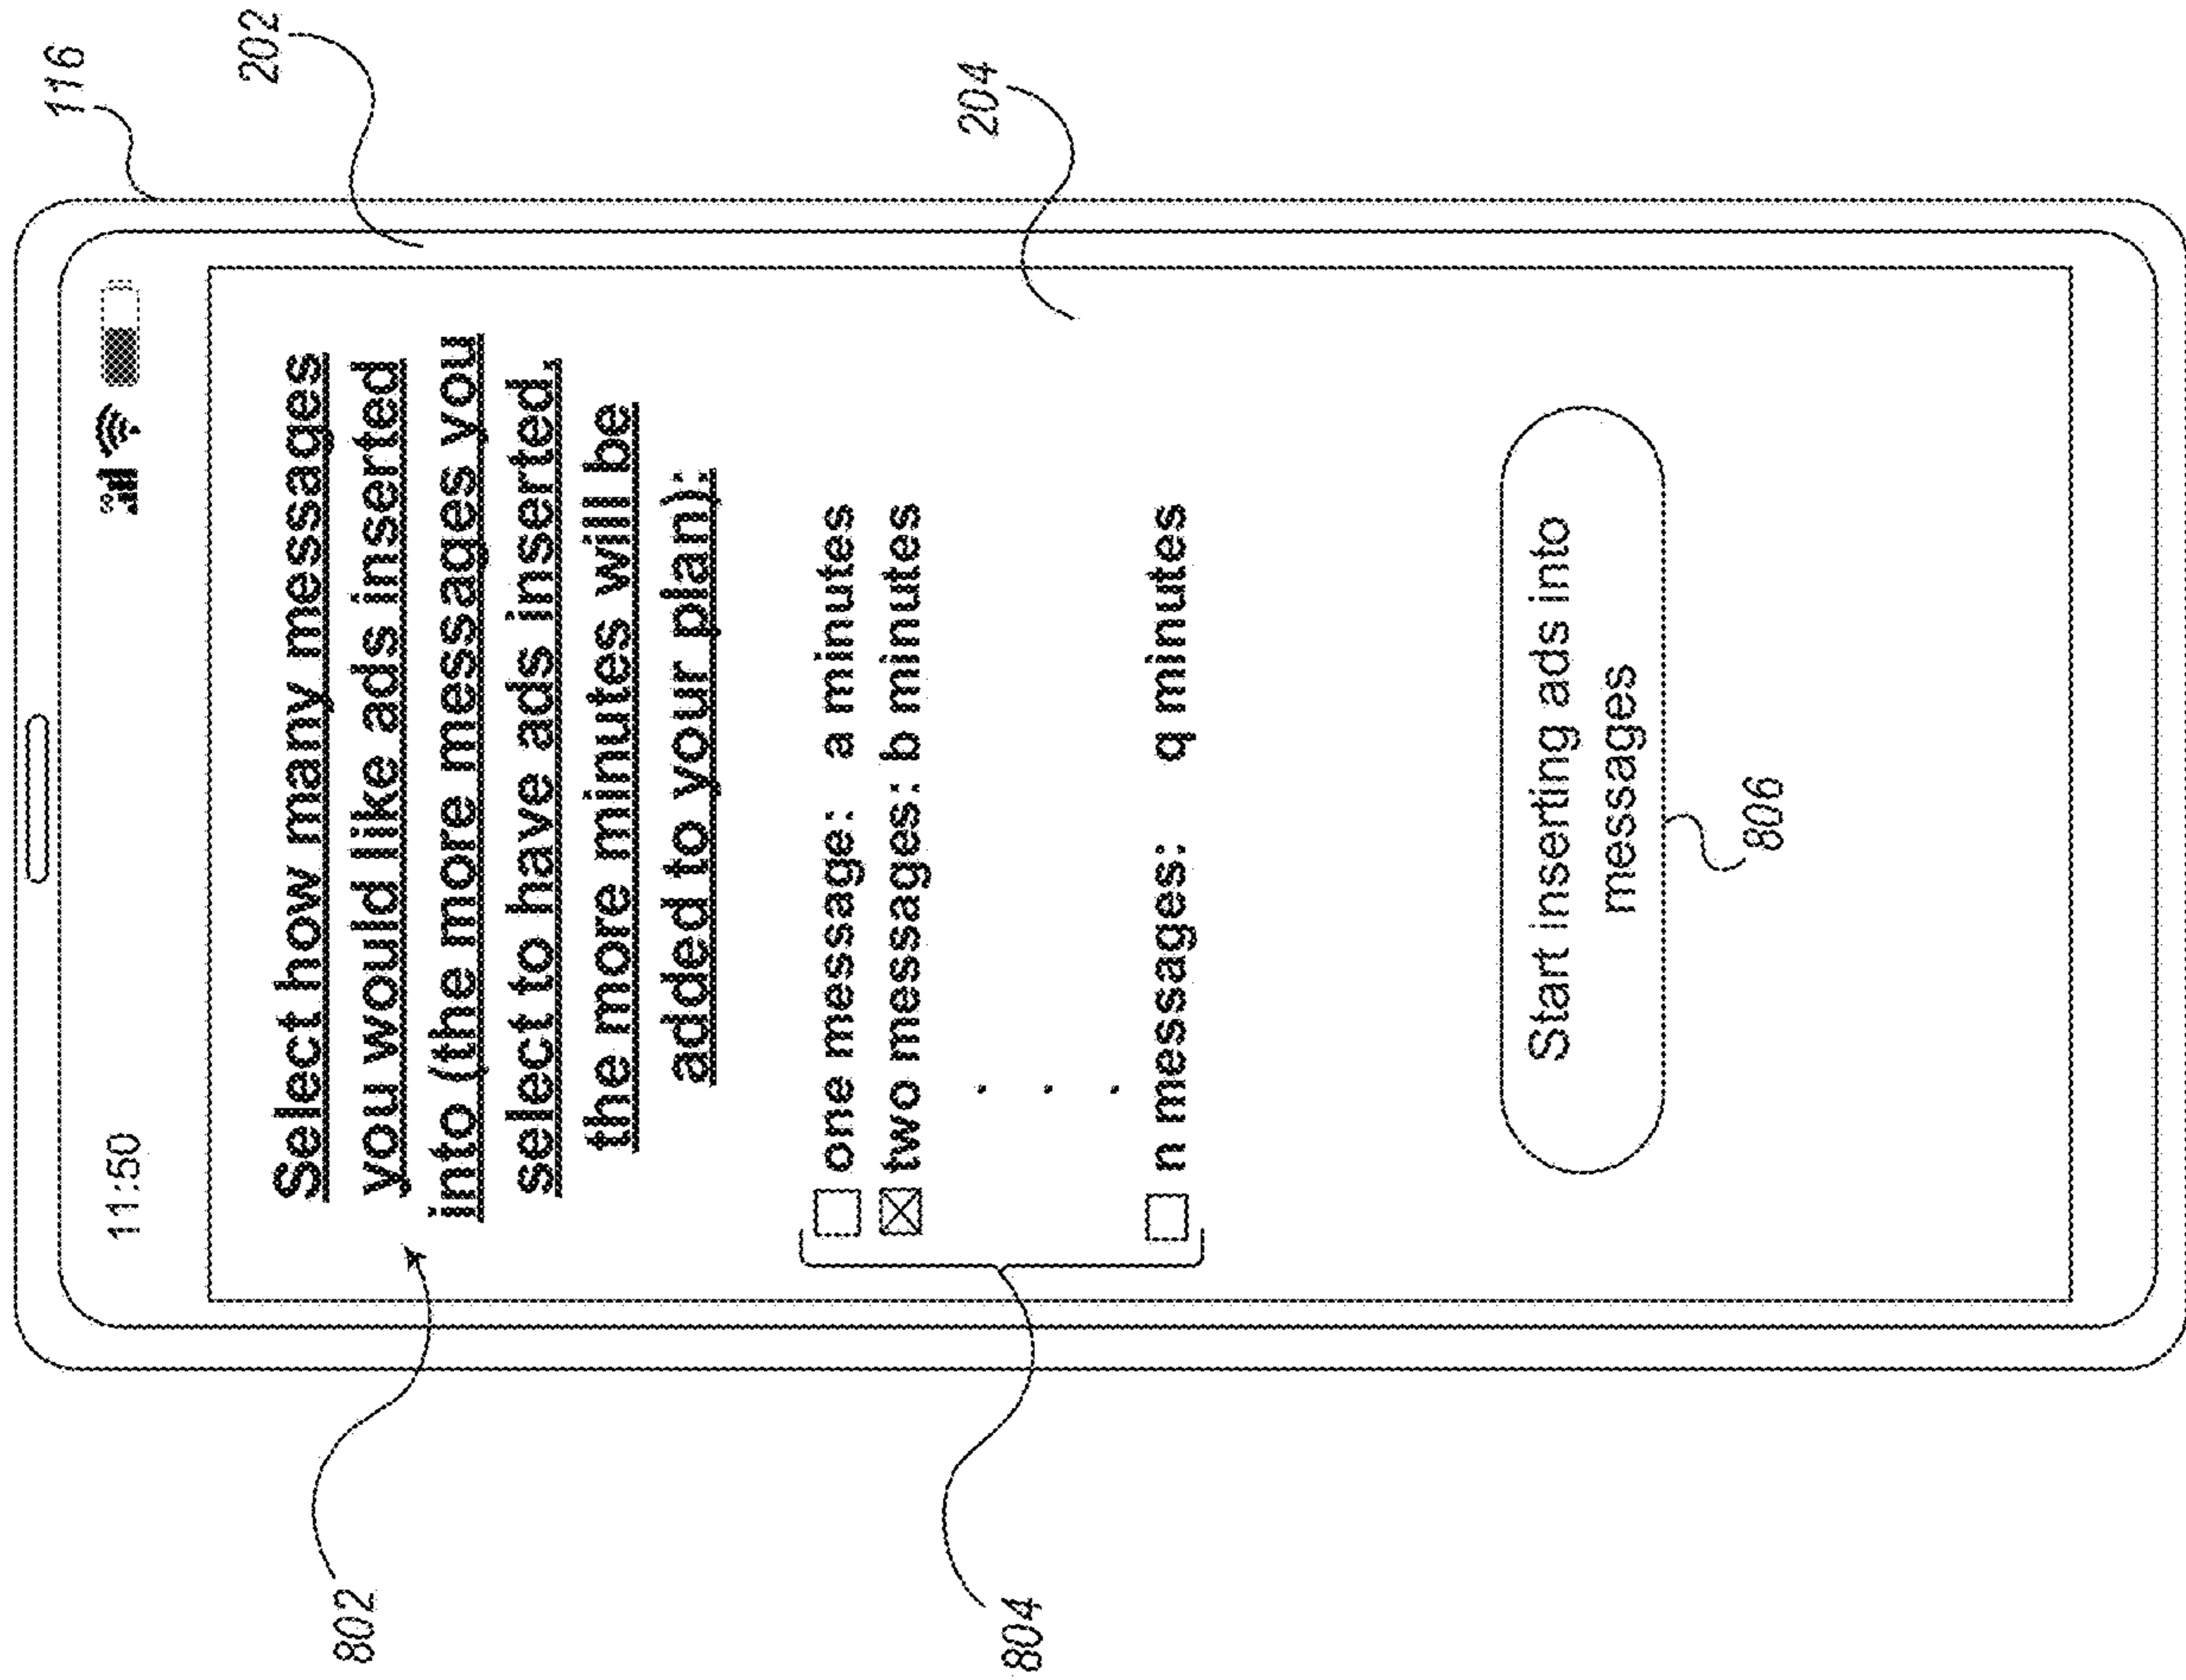 116
202
11:50
Select how many messages
you would like ads inserted
into (the more messages you
select to have ads inserted,
the more minutes will be
added to your plan):
802
204
one message: a minutes
two messages: b minutes
.
.
.
n messages: q minutes
804
Start inserting ads into
messages
806